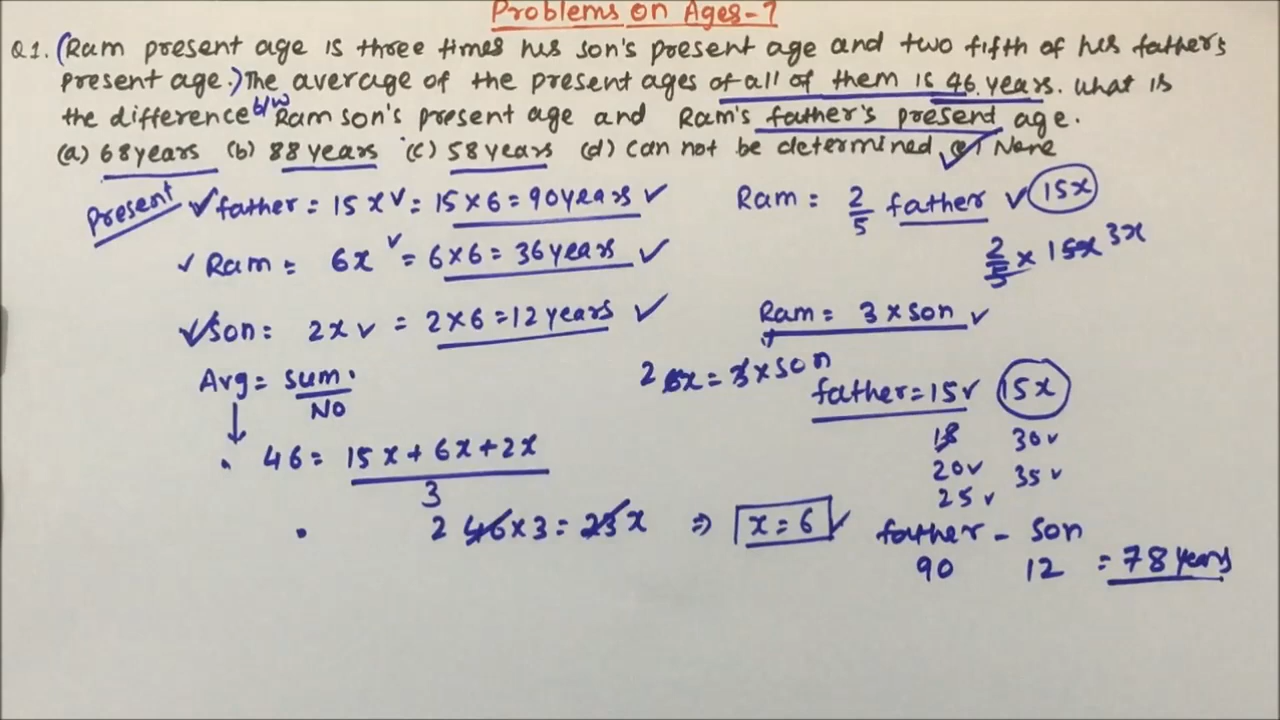 Problems on Ages-7
Q1. (Ram present age is three times his son's present age and two fifth of his father's
present age.) The average of the present ages of all of them is 46 years. What is
the difference b/w Ram son's present age and Ram's father's present age.
(a) 68 years (b) 88 years (c) 58 years (d) Can not be determined (e) None
Present
father = 15x = 15×6 = 90 years
Ram = 6x = 6×6 = 36 years
Son = 2x = 2×6 = 12 years
Avg = sum
No
46 = 15x + 6x + 2x
3
2 46×3 = 23x ⇒ x = 6
Ram = 2/5 father 15x
2/5 × 15x 3x
Ram = 3×son
2 6x = 3×son
father = 15 15x
18 30
20 35
25
father - son
90 12 = 78 years